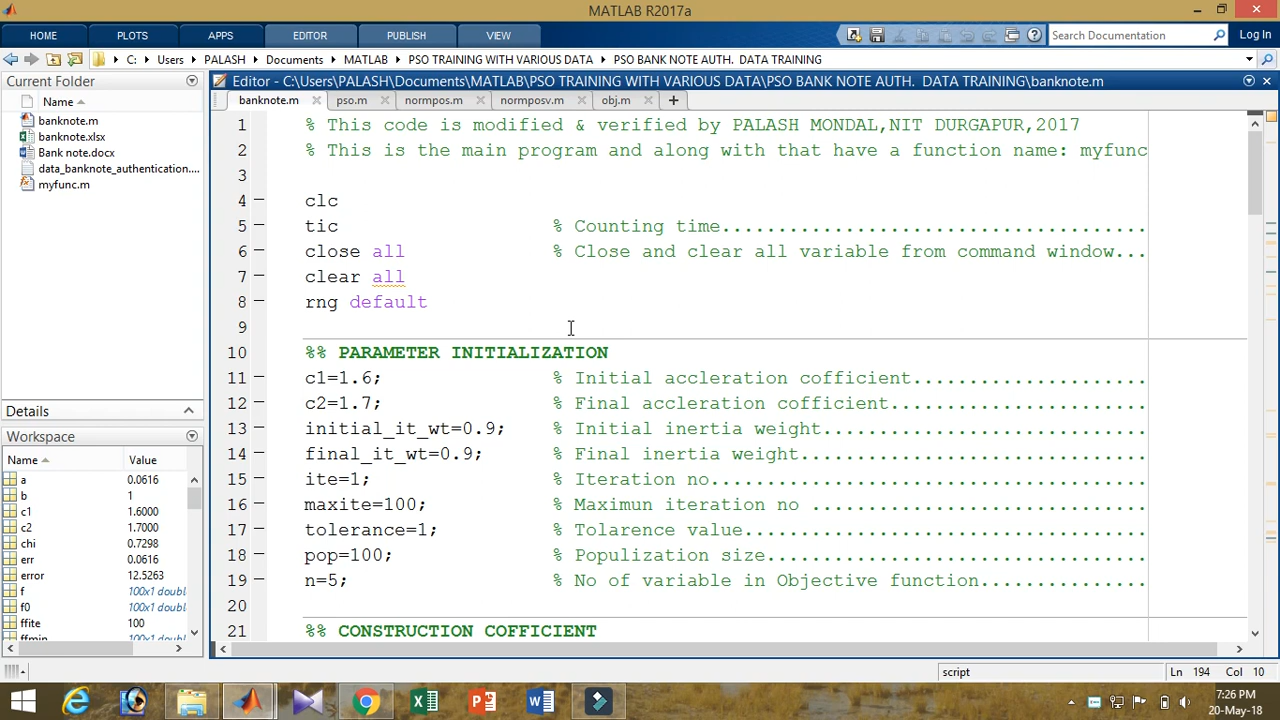 MATLAB R2017a
HOME PLOTS APPS EDITOR PUBLISH VIEW Search Documentation Log In
C: Users PALASH Documents MATLAB PSO TRAINING WITH VARIOUS DATA PSO BANK NOTE AUTH. DATA TRAINING
Current Folder
Name
banknote.m
banknote.xlsx
Bank note.docx
data_banknote_authentication....
myfunc.m
Details
Workspace
Name Value
a 0.0616
b 1
c1 1.6000
c2 1.7000
chi 0.7298
err 0.0616
error 12.5263
f 100x1 doubl
f0 100x1 doubl
ffite 100
ffmin 100x1 doubl
Editor - C:\Users\PALASH\Documents\MATLAB\PSO TRAINING WITH VARIOUS DATA\PSO BANK NOTE AUTH. DATA TRAINING\banknote.m
banknote.m pso.m normpos.m normposv.m obj.m
1 % This code is modified & verified by PALASH MONDAL,NIT DURGAPUR,2017
2 % This is the main program and along with that have a function name: myfunc
3
4 clc
5 tic % Counting time......................................
6 close all % Close and clear all variable from command window...
7 clear all
8 rng default
9
10 %% PARAMETER INITIALIZATION
11 c1=1.6; % Initial accleration cofficient.....................
12 c2=1.7; % Final accleration cofficient.......................
13 initial_it_wt=0.9; % Initial inertia weight.............................
14 final_it_wt=0.9; % Final inertia weight...............................
15 ite=1; % Iteration no.......................................
16 maxite=100; % Maximun iteration no ..............................
17 tolerance=1; % Tolarence value....................................
18 pop=100; % Populization size..................................
19 n=5; % No of variable in Objective function...............
20
21 %% CONSTRUCTION COFFICIENT
script Ln 194 Col 10
7:26 PM
20-May-18